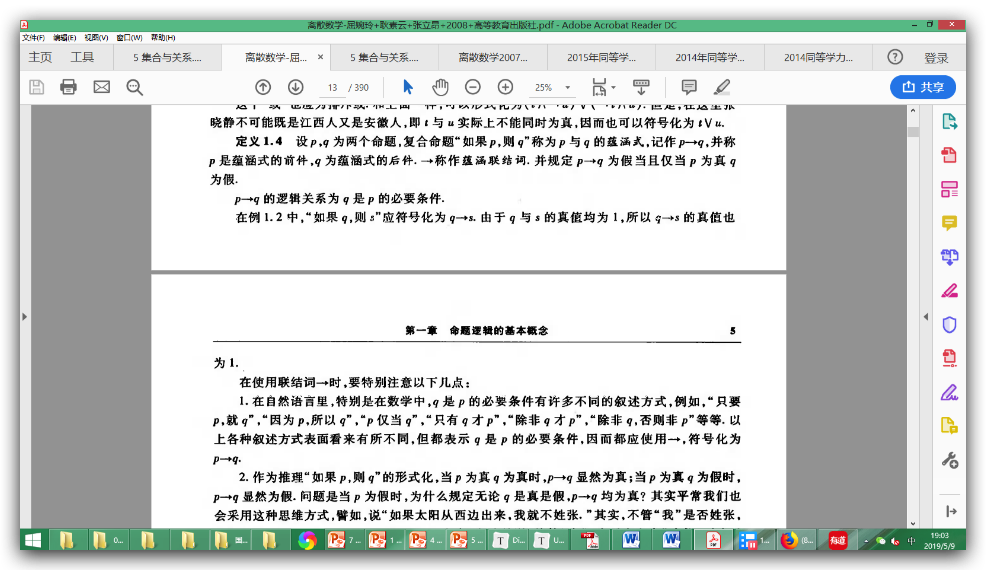 离散数学-屈婉玲+耿素云+张立昂+2008+高等教育出版社.pdf - Adobe Acrobat Reader DC
文件(F) 编辑(E) 视图(V) 窗口(W) 帮助(H)
主页 工具 5 集合与关系.... 离散数学-屈... × 5 集合与关系.... 离散数学2007... 2015年同等学... 2014年同等学... 2014同等学力... 登录
13 / 390 25% 共享
晓静不可能既是江西人又是安徽人,即 t 与 u 实际上不能同时为真,因而也可以符号化为 t∨u.
定义 1.4 设 p,q 为两个命题,复合命题“如果 p,则 q”称为 p 与 q 的蕴涵式,记作 p→q,并称
p 是蕴涵式的前件,q 为蕴涵式的后件. →称作蕴涵联结词. 并规定 p→q 为假当且仅当 p 为真 q
为假.
p→q 的逻辑关系为 q 是 p 的必要条件.
在例 1.2 中,“如果 q,则 s”应符号化为 q→s. 由于 q 与 s 的真值均为 1,所以 q→s 的真值也
第一章 命题逻辑的基本概念 5
为 1.
在使用联结词→时,要特别注意以下几点:
1. 在自然语言里,特别是在数学中,q 是 p 的必要条件有许多不同的叙述方式,例如,“只要
p,就 q”,“因为 p,所以 q”,“p 仅当 q”,“只有 q 才 p”,“除非 q 才 p”,“除非 q,否则非 p”等等. 以
上各种叙述方式表面看来有所不同,但都表示 q 是 p 的必要条件,因而都应使用→,符号化为
p→q.
2. 作为推理“如果 p,则 q”的形式化,当 p 为真 q 为真时,p→q 显然为真;当 p 为真 q 为假时,
p→q 显然为假. 问题是当 p 为假时,为什么规定无论 q 是真是假,p→q 均为真? 其实平常我们也
会采用这种思维方式,譬如,说“如果太阳从西边出来,我就不姓张.”其实,不管“我”是否姓张,
0... 7 ... 1 ... 4 ... 5 ... Di... U... 1... (8... 有道 中 19:03
2019/5/9